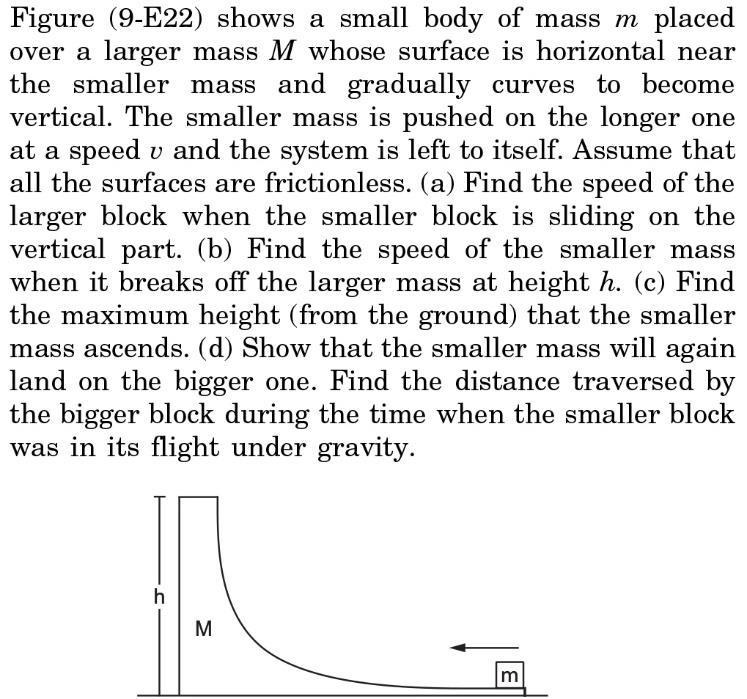 Figure (9-E22) shows a small body of mass m placed
over a larger mass M whose surface is horizontal near
the smaller mass and gradually curves to become
vertical. The smaller mass is pushed on the longer one
at a speed v and the system is left to itself. Assume that
all the surfaces are frictionless. (a) Find the speed of the
larger block when the smaller block is sliding on the
vertical part. (b) Find the speed of the smaller mass
when it breaks off the larger mass at height h. (c) Find
the maximum height (from the ground) that the smaller
mass ascends. (d) Show that the smaller mass will again
land on the bigger one. Find the distance traversed by
the bigger block during the time when the smaller block
was in its flight under gravity.
h
M
m